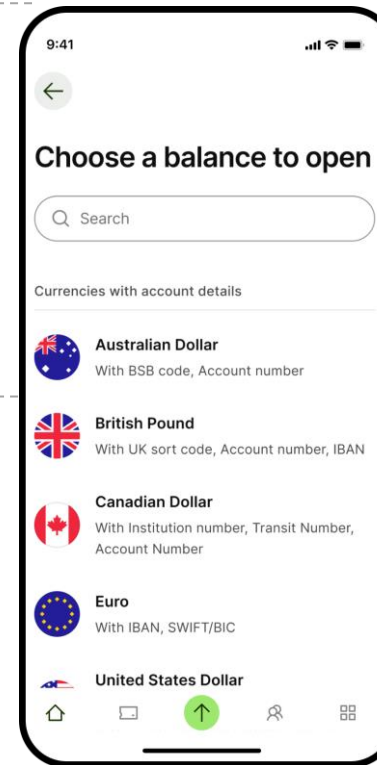 9:41
Choose a balance to open
Search
Currencies with account details
Australian Dollar
With BSB code, Account number
British Pound
With UK sort code, Account number, IBAN
Canadian Dollar
With Institution number, Transit Number,
Account Number
Euro
With IBAN, SWIFT/BIC
United States Dollar